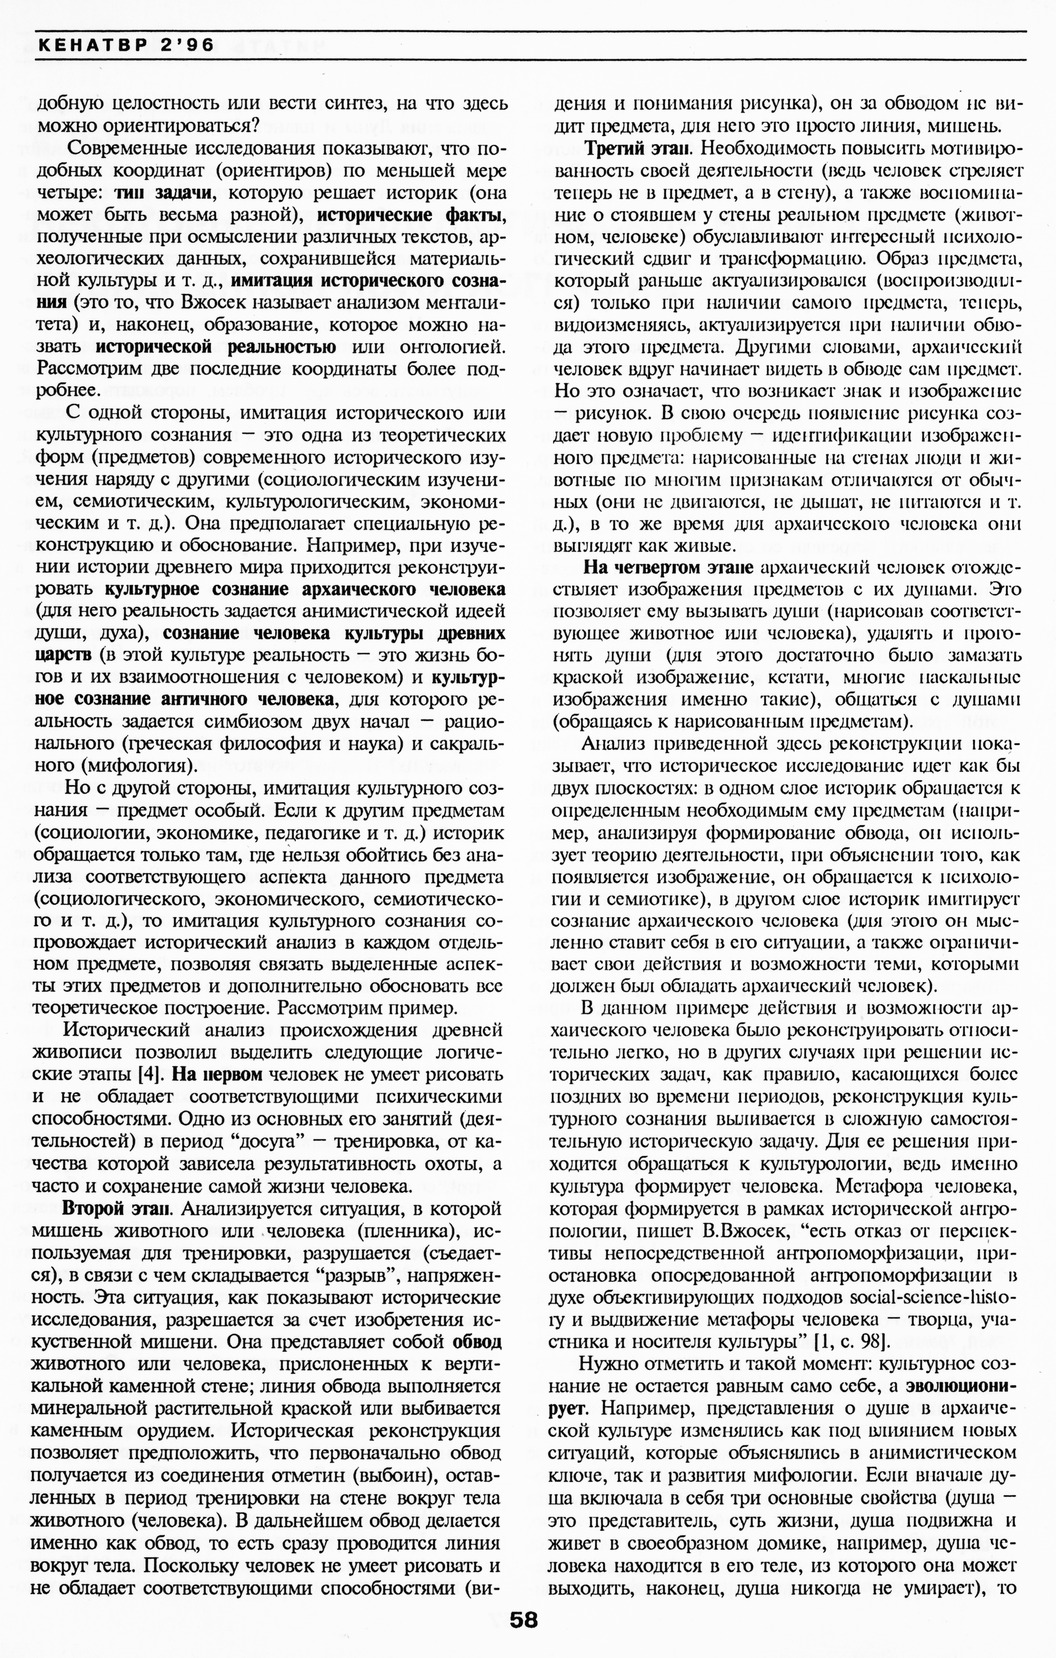 КЕНАТВР 2’96
добную целостность или вести синтез, на что здесь
можно ориентироваться?
Современные исследования показывают, что по-
добных координат (ориентиров) по меньшей мере
четыре: тип задачи, которую решает историк (она
может быть весьма разной), исторические факты,
полученные при осмыслении различных текстов, ар-
хеологических данных, сохранившейся материаль-
ной культуры и т. д., имитация исторического созна-
ния (это то, что Вжосек называет анализом ментали-
тета) и, наконец, образование, которое можно на-
звать исторической реальностью или онтологией.
Рассмотрим две последние координаты более под-
робнее.
С одной стороны, имитация исторического или
культурного сознания — это одна из теоретических
форм (предметов) современного исторического изу-
чения наряду с другими (социологическим изучени-
ем, семиотическим, культурологическим, экономи-
ческим и т. д.). Она предполагает специальную ре-
конструкцию и обоснование. Например, при изуче-
нии истории древнего мира приходится реконструи-
ровать культурное сознание архаического человека
(для него реальность задается анимистической идеей
души, духа), сознание человека культуры древних
царств (в этой культуре реальность — это жизнь бо-
гов и их взаимоотношения с человеком) и культур-
ное сознание античного человека, для которого ре-
альность задается симбиозом двух начал — рацио-
нального (греческая философия и наука) и сакраль-
ного (мифология).
Но с другой стороны, имитация культурного соз-
нания — предмет особый. Если к другим предметам
(социологии, экономике, педагогике и т. д.) историк
обращается только там, где нельзя обойтись без ана-
лиза соответствующего аспекта данного предмета
(социологического, экономического, семиотическо-
го и т. д.), то имитация культурного сознания со-
провождает исторический анализ в каждом отдель-
ном предмете, позволяя связать выделенные аспек-
ты этих предметов и дополнительно обосновать все
теоретическое построение. Рассмотрим пример.
Исторический анализ происхождения древней
живописи позволил выделить следующие логиче-
ские этапы [4]. На первом человек не умеет рисовать
и не обладает соответствующими психическими
способностями. Одно из основных его занятий (дея-
тельностей) в период “досуга” — тренировка, от ка-
чества которой зависела результативность охоты, а
часто и сохранение самой жизни человека.
Второй этап. Анализируется ситуация, в которой
мишень животного или человека (пленника), ис-
пользуемая для тренировки, разрушается (съедает-
ся), в связи с чем складывается “разрыв”, напряжен-
ность. Эта ситуация, как показывают исторические
исследования, разрешается за счет изобретения ис-
куственной мишени. Она представляет собой обвод
животного или человека, прислоненных к верти-
кальной каменной стене; линия обвода выполняется
минеральной растительной краской или выбивается
каменным орудием. Историческая реконструкция
позволяет предположить, что первоначально обвод
получается из соединения отметин (выбоин), остав-
ленных в период тренировки на стене вокруг тела
животного (человека). В дальнейшем обвод делается
именно как обвод, то есть сразу проводится линия
вокруг тела. Поскольку человек не умеет рисовать и
не обладает соответствующими способностями (ви-
дения и понимания рисунка), он за обводом не ви-
дит предмета, для него это просто линия, мишень.
Третий этап. Необходимость повысить мотивиро-
ванность своей деятельности (ведь человек стреляет
теперь не в предмет, а в стену), а также воспомина-
ние о стоявшем у стены реальном предмете (живот-
ном, человеке) обуславливают интересный психоло-
гический сдвиг и трансформацию. Образ предмета,
который раньше актуализировался (воспроизводил-
ся) только при наличии самого предмета, теперь,
видоизменяясь, актуализируется при наличии обво-
да этого предмета. Другими словами, архаический
человек вдруг начинает видеть в обводе сам предмет.
Но это означает, что возникает знак и изображение
— рисунок. В свою очередь появление рисунка соз-
дает новую проблему — идентификации изображен-
ного предмета: нарисованные на стенах люди и жи-
вотные по многим признакам отличаются от обыч-
ных (они не двигаются, не дышат, не питаются и т.
д.), в то же время для архаического человека они
выглядят как живые.
На четвертом этапе архаический человек отожде-
ствляет изображения предметов с их душами. Это
позволяет ему вызывать души (нарисовав соответст-
вующее животное или человека), удалять и прого-
нять души (для этого достаточно было замазать
краской изображение, кстати, многие наскальные
изображения именно такие), общаться с душами
(обращаясь к нарисованным предметам).
Анализ приведенной здесь реконструкции пока-
зывает, что историческое исследование идет как бы
двух плоскостях: в одном слое историк обращается к
определенным необходимым ему предметам (напри-
мер, анализируя формирование обвода, он исполь-
зует теорию деятельности, при объяснении того, как
появляется изображение, он обращается к психоло-
гии и семиотике), в другом слое историк имитирует
сознание архаического человека (для этого он мыс-
ленно ставит себя в его ситуации, а также ограничи-
вает свои действия и возможности теми, которыми
должен был обладать архаический человек).
В данном примере действия и возможности ар-
хаического человека было реконструировать относи-
тельно легко, но в других случаях при решении ис-
торических задач, как правило, касающихся более
поздних во времени периодов, реконструкция куль-
турного сознания выливается в сложную самостоя-
тельную историческую задачу. Для ее решения при-
ходится обращаться к культурологии, ведь именно
культура формирует человека. Метафора человека,
которая формируется в рамках исторической антро-
пологии, пишет В.Вжосек, “есть отказ от перспек-
тивы непосредственной антропоморфизации, при-
остановка опосредованной антропоморфизации в
духе объективирующих подходов social-science-histo-
ry и выдвижение метафоры человека — творца, уча-
стника и носителя культуры” [1, с. 98].
Нужно отметить и такой момент: культурное соз-
нание не остается равным само себе, а эволюциони-
рует. Например, представления о душе в архаиче-
ской культуре изменялись как под влиянием новых
ситуаций, которые объяснялись в анимистическом
ключе, так и развития мифологии. Если вначале ду-
ша включала в себя три основные свойства (душа —
это представитель, суть жизни, душа подвижна и
живет в своеобразном домике, например, душа че-
ловека находится в его теле, из которого она может
выходить, наконец, душа никогда не умирает), то
58